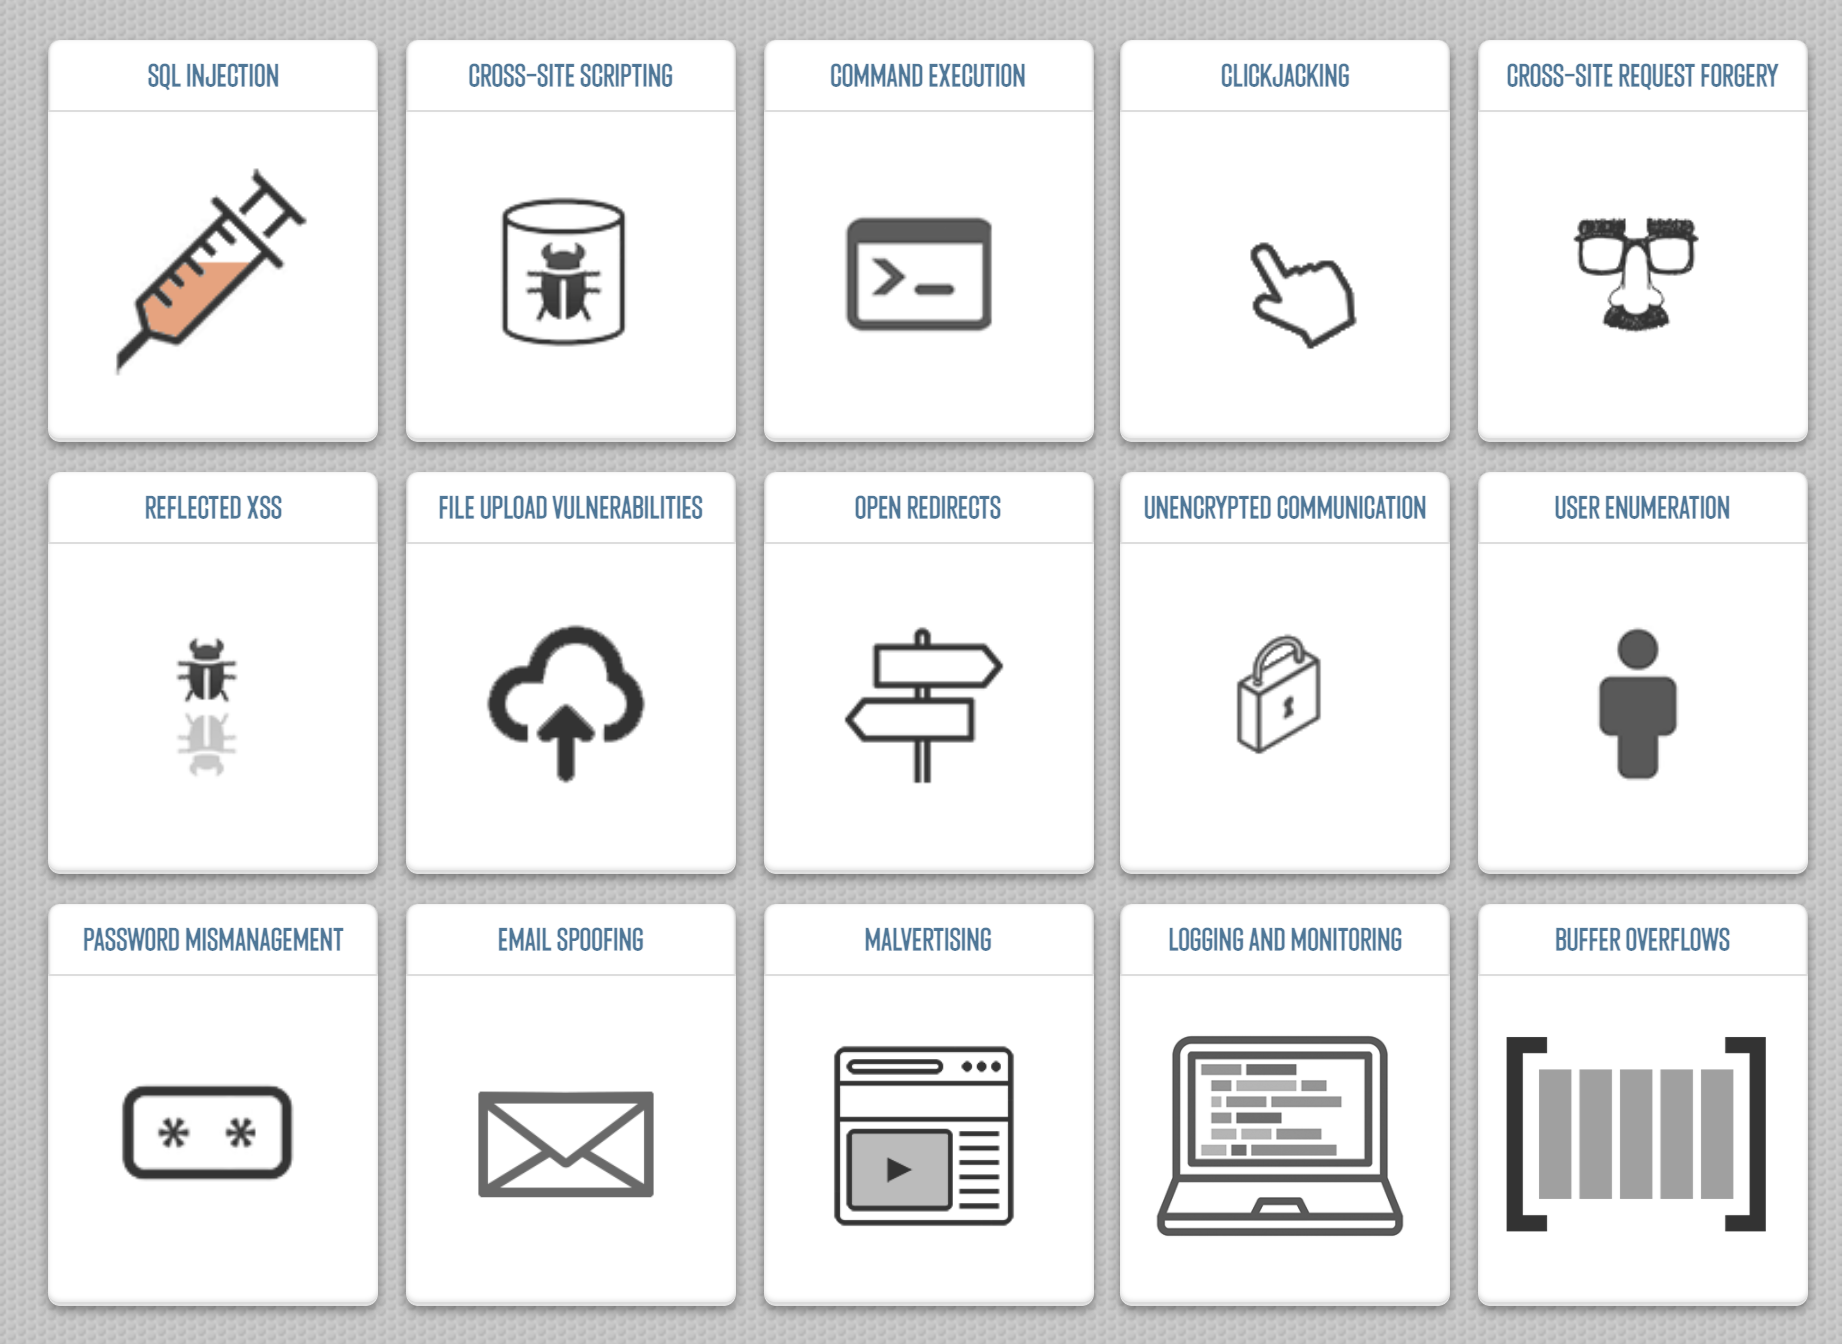 SQL INJECTION
CROSS-SITE SCRIPTING
COMMAND EXECUTION
CLICKJACKING
CROSS-SITE REQUEST FORGERY
>_
REFLECTED XSS
FILE UPLOAD VULNERABILITIES
OPEN REDIRECTS
UNENCRYPTED COMMUNICATION
USER ENUMERATION
PASSWORD MISMANAGEMENT
EMAIL SPOOFING
MALVERTISING
LOGGING AND MONITORING
BUFFER OVERFLOWS
* *